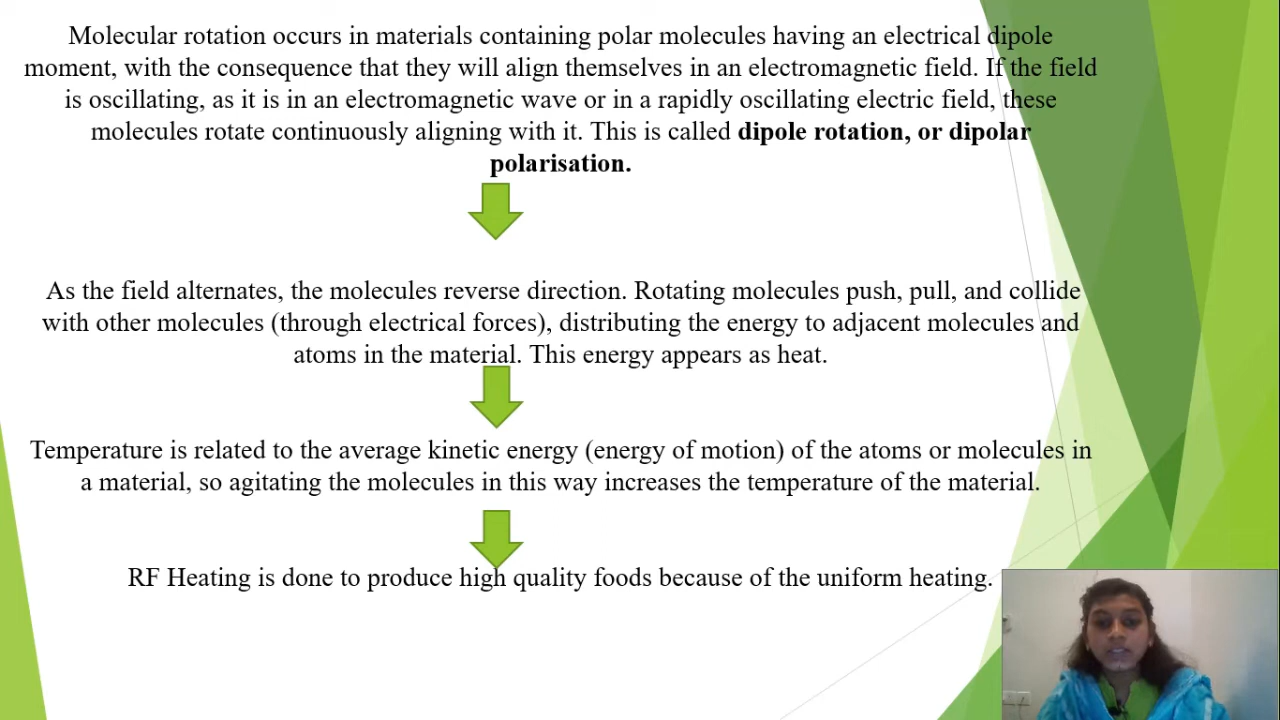 Molecular rotation occurs in materials containing polar molecules having an electrical dipole
moment, with the consequence that they will align themselves in an electromagnetic field. If the field
is oscillating, as it is in an electromagnetic wave or in a rapidly oscillating electric field, these
molecules rotate continuously aligning with it. This is called dipole rotation, or dipolar
polarisation.
As the field alternates, the molecules reverse direction. Rotating molecules push, pull, and collide
with other molecules (through electrical forces), distributing the energy to adjacent molecules and
atoms in the material. This energy appears as heat.
Temperature is related to the average kinetic energy (energy of motion) of the atoms or molecules in
a material, so agitating the molecules in this way increases the temperature of the material.
RF Heating is done to produce high quality foods because of the uniform heating.